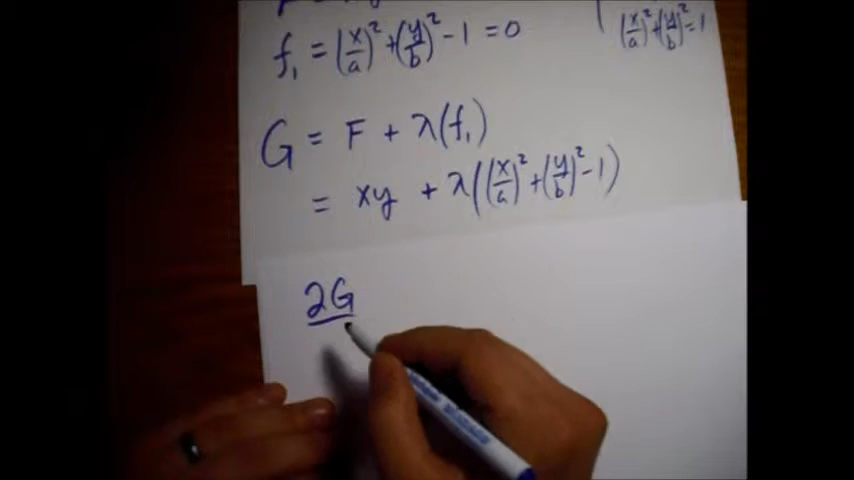 f₁ = (x/a)² + (y/b)² - 1 = 0
(x/a)² + (y/b)² = 1
G = F + λ(f₁)
= xy + λ((x/a)² + (y/b)² - 1)
∂G